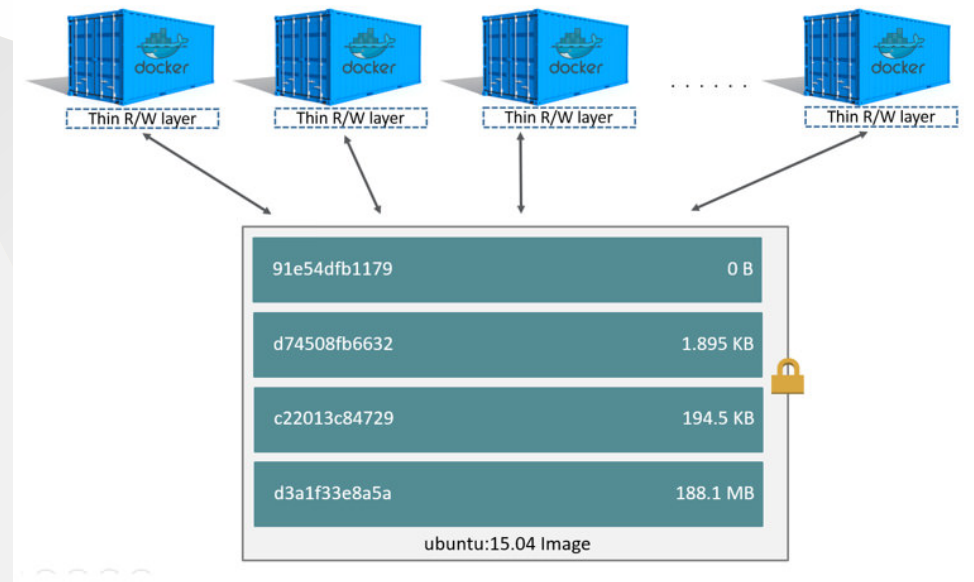 docker docker docker docker
. . . . . .
Thin R/W layer Thin R/W layer Thin R/W layer Thin R/W layer
91e54dfb1179 0 B
d74508fb6632 1.895 KB
c22013c84729 194.5 KB
d3a1f33e8a5a 188.1 MB
ubuntu:15.04 Image